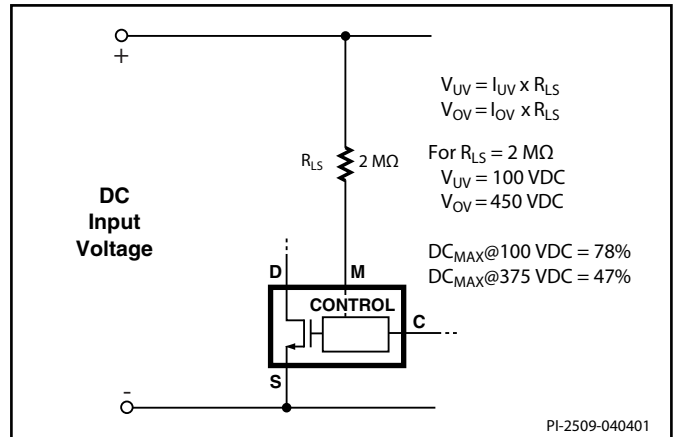 +
V_UV = I_UV x R_LS
V_OV = I_OV x R_LS
R_LS 2 MΩ
For R_LS = 2 MΩ
V_UV = 100 VDC
V_OV = 450 VDC
DC
Input
Voltage
DC_MAX@100 VDC = 78%
DC_MAX@375 VDC = 47%
D M
CONTROL
C
S
-
PI-2509-040401